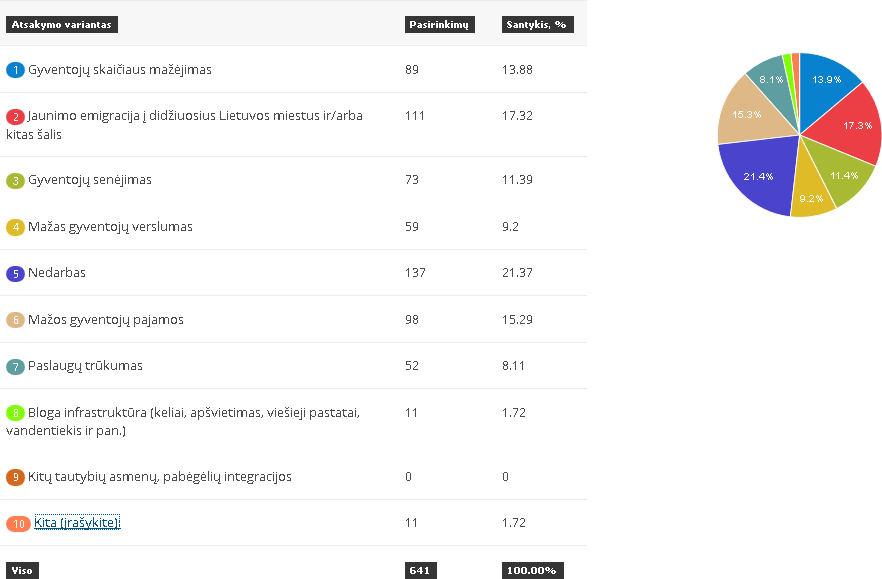 Atsakymo variantas Pasirinkimų Santykis, %
1 Gyventojų skaičiaus mažėjimas 89 13.88
2 Jaunimo emigracija į didžiuosius Lietuvos miestus ir/arba 111 17.32
kitas šalis
3 Gyventojų senėjimas 73 11.39
4 Mažas gyventojų verslumas 59 9.2
5 Nedarbas 137 21.37
6 Mažos gyventojų pajamos 98 15.29
7 Paslaugų trūkumas 52 8.11
8 Bloga infrastruktūra (keliai, apšvietimas, viešieji pastatai, 11 1.72
vandentiekis ir pan.)
9 Kitų tautybių asmenų, pabėgėlių integracijos 0 0
10 Kita (įrašykite) 11 1.72
Viso 641 100.00%
13.9%
17.3%
11.4%
9.2%
21.4%
15.3%
8.1%